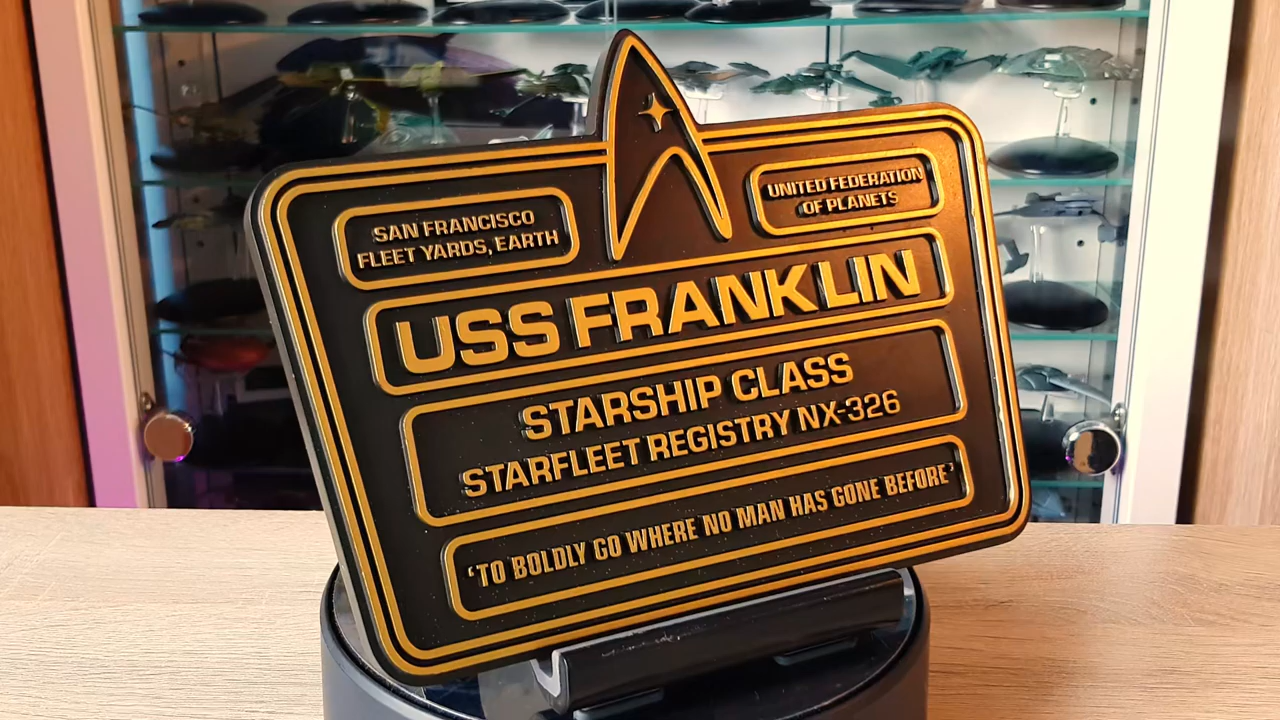 SAN FRANCISCO
FLEET YARDS, EARTH
UNITED FEDERATION
OF PLANETS
USS FRANKLIN
STARSHIP CLASS
STARFLEET REGISTRY NX-326
‘TO BOLDLY GO WHERE NO MAN HAS GONE BEFORE’